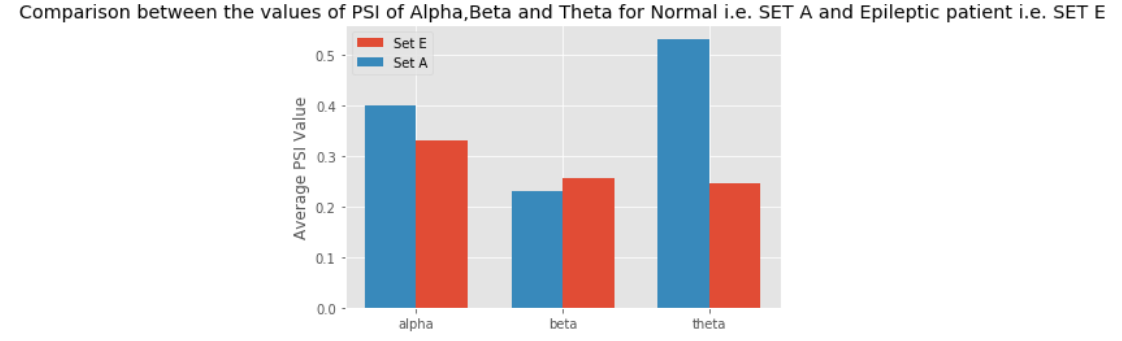 Comparison between the values of PSI of Alpha,Beta and Theta for Normal i.e. SET A and Epileptic patient i.e. SET E
Set E
Set A
Average PSI Value
0.5
0.4
0.3
0.2
0.1
0.0
alpha beta theta